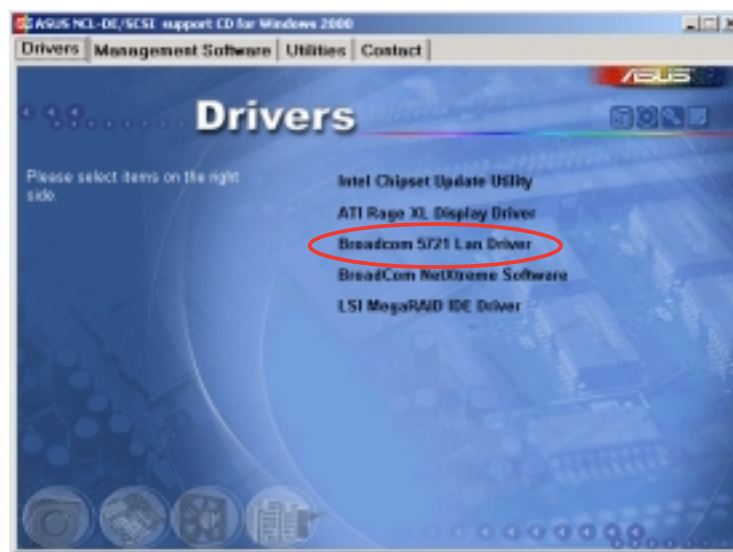 ASUS NCL-DE/SCSI support CD for Windows 2000
Drivers Management Software Utilities Contact
ASUS
Drivers
Please select items on the right
side.
Intel Chipset Update Utility
ATI Rage XL Display Driver
Broadcom 5721 Lan Driver
BroadCom NetXtreme Software
LSI MegaRAID IDE Driver